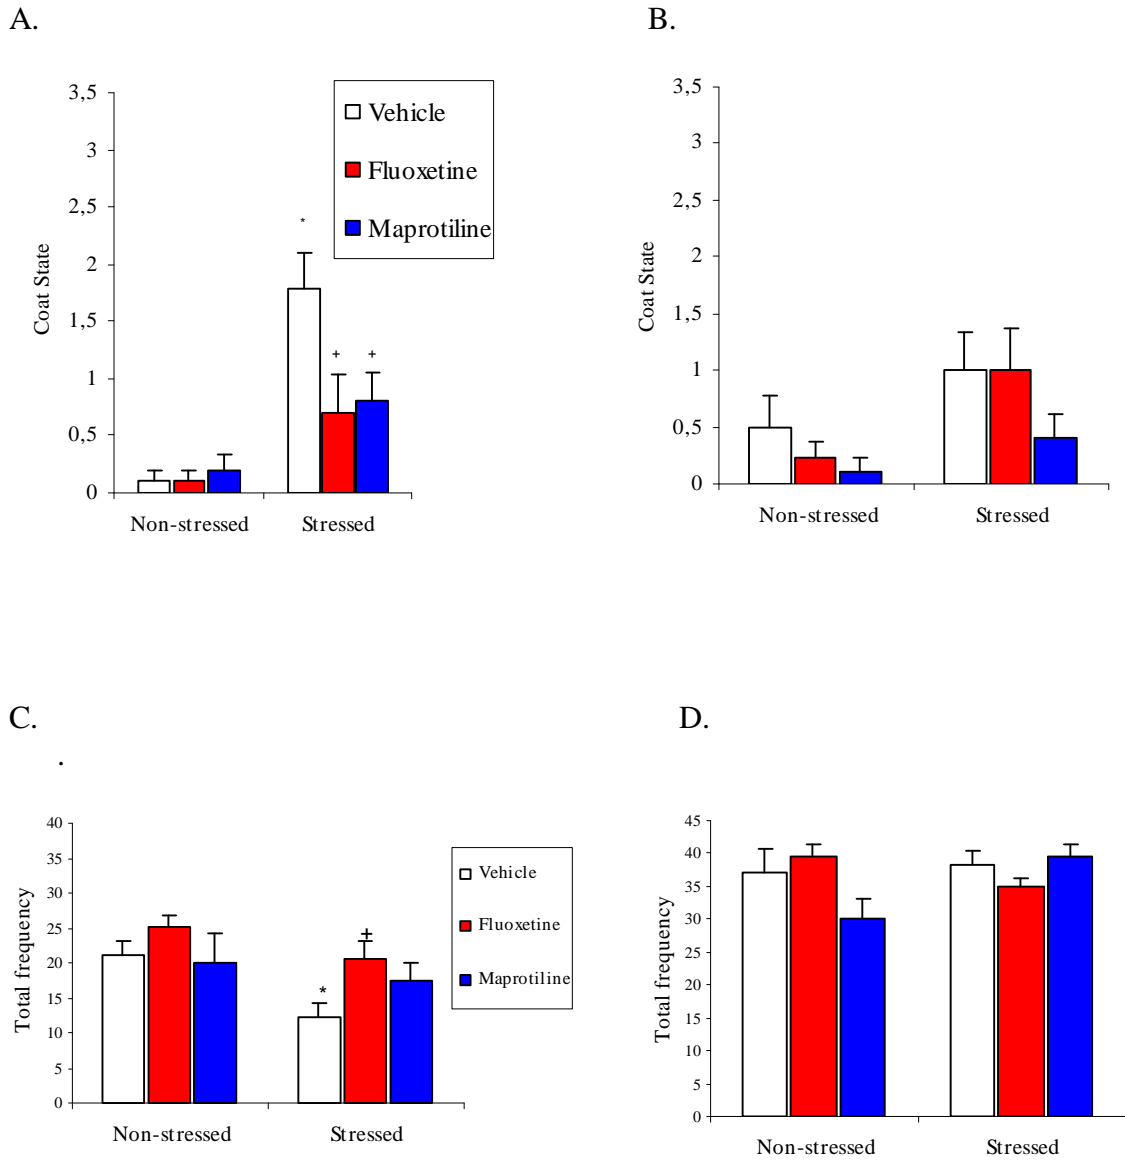 A.
B.
3,5
3
2,5
2
1,5
1
0,5
0
Coat State
Vehicle
Fluoxetine
Maprotiline
*
+ +
Non-stressed Stressed
3,5
3
2,5
2
1,5
1
0,5
0
Coat State
Non-stressed Stressed
C.
.
D.
40
35
30
25
20
15
10
5
0
Total frequency
Vehicle
Fluoxetine
Maprotiline
+
*
Non-stressed Stressed
45
40
35
30
25
20
15
10
5
0
Total frequency
Non-stressed Stressed